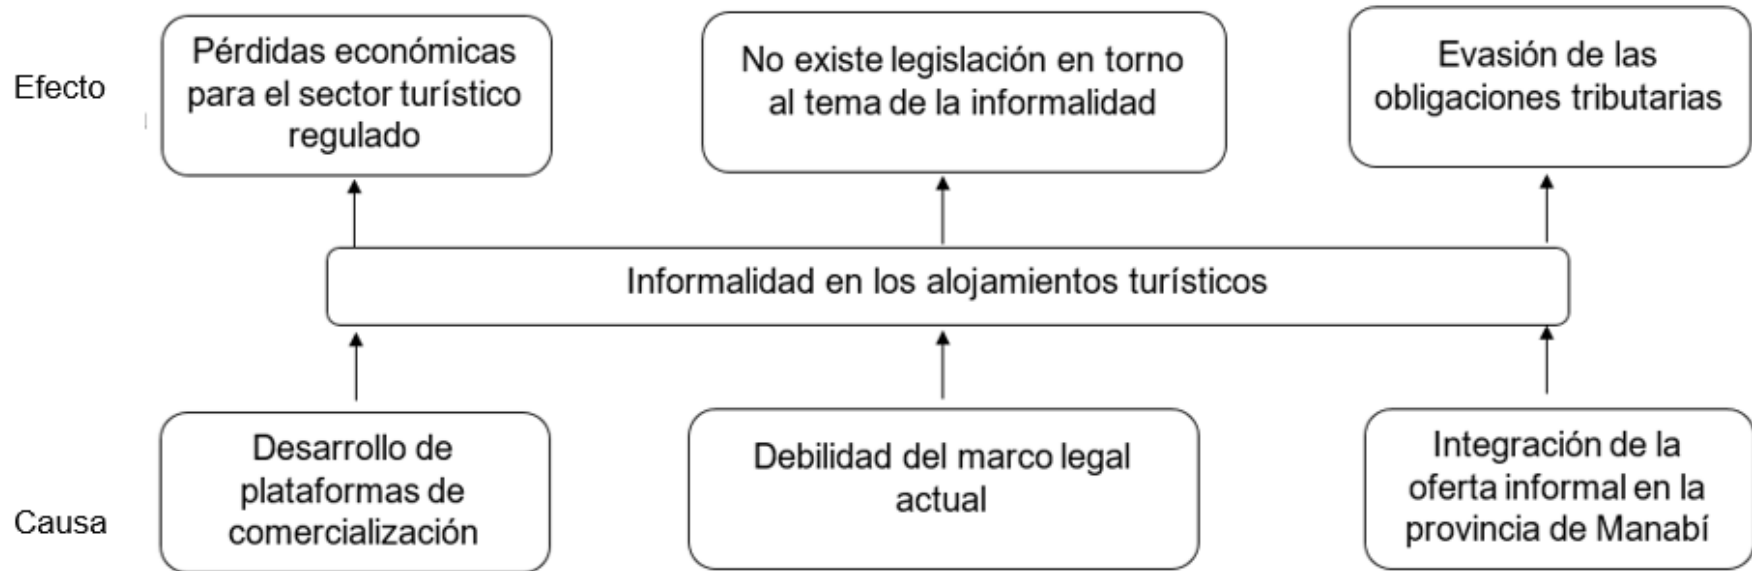 Efecto
Pérdidas económicas
para el sector turístico
regulado
No existe legislación en torno
al tema de la informalidad
Evasión de las
obligaciones tributarias
Informalidad en los alojamientos turísticos
Causa
Desarrollo de
plataformas de
comercialización
Debilidad del marco legal
actual
Integración de la
oferta informal en la
provincia de Manabí